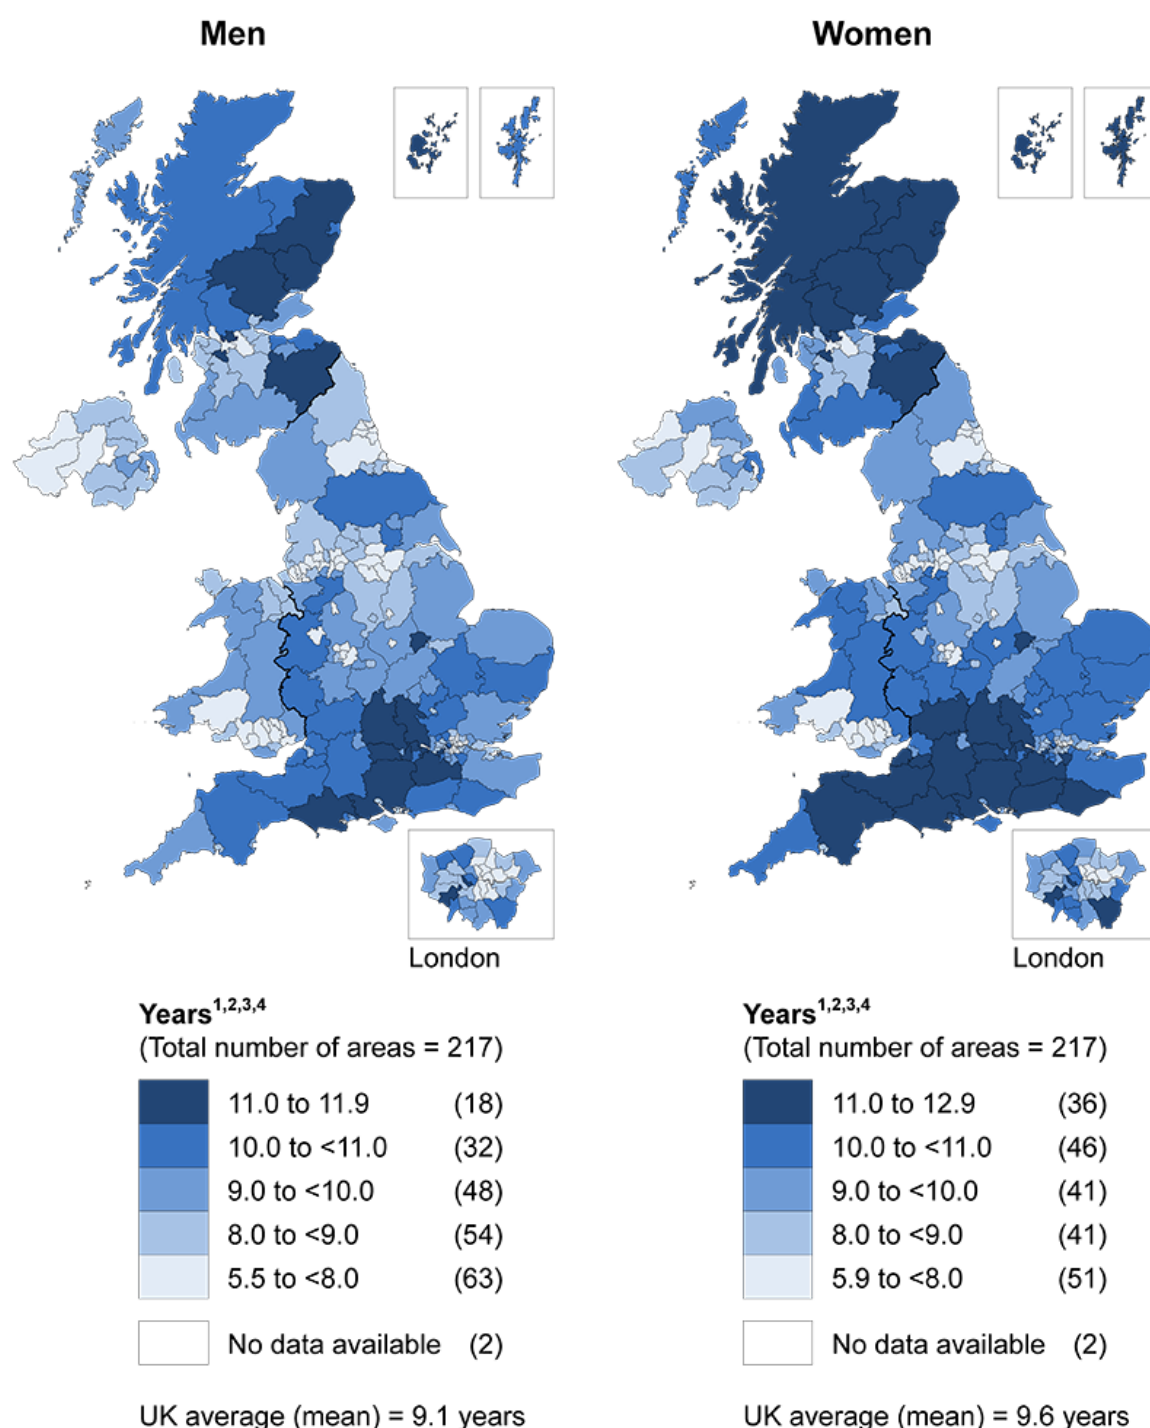 Men
Women
London
London
Years1,2,3,4
(Total number of areas = 217)
11.0 to 11.9 (18)
10.0 to <11.0 (32)
9.0 to <10.0 (48)
8.0 to <9.0 (54)
5.5 to <8.0 (63)
No data available (2)
UK average (mean) = 9.1 years
Years1,2,3,4
(Total number of areas = 217)
11.0 to 12.9 (36)
10.0 to <11.0 (46)
9.0 to <10.0 (41)
8.0 to <9.0 (41)
5.9 to <8.0 (51)
No data available (2)
UK average (mean) = 9.6 years